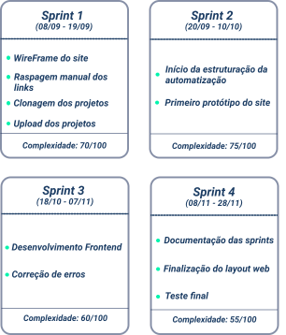 Sprint 1
(08/09 - 19/09)
WireFrame do site
Raspagem manual dos
links
Clonagem dos projetos
Upload dos projetos
Complexidade: 70/100
Sprint 2
(20/09 - 10/10)
Início da estruturação da
automatização
Primeiro protótipo do site
Complexidade: 75/100
Sprint 3
(18/10 - 07/11)
Desenvolvimento Frontend
Correção de erros
Complexidade: 60/100
Sprint 4
(08/11 - 28/11)
Documentação das sprints
Finalização do layout web
Teste final
Complexidade: 55/100